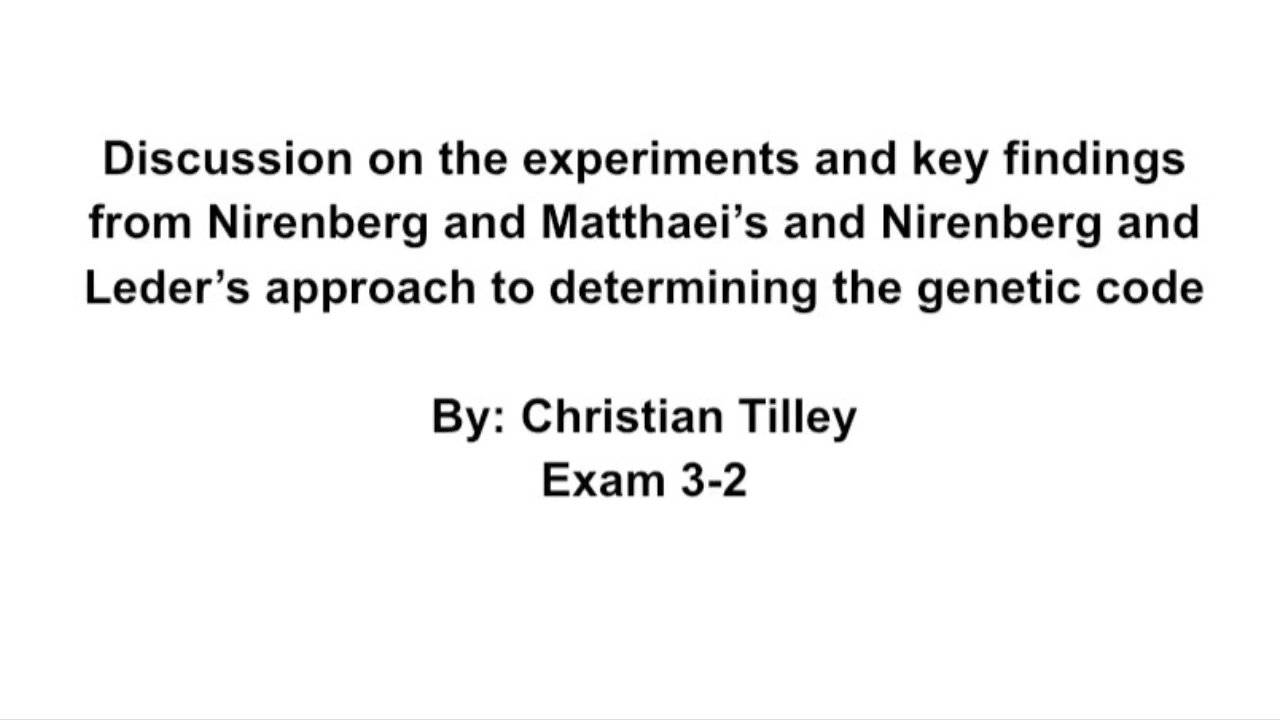 Discussion on the experiments and key findings
from Nirenberg and Matthaei’s and Nirenberg and
Leder’s approach to determining the genetic code
By: Christian Tilley
Exam 3-2